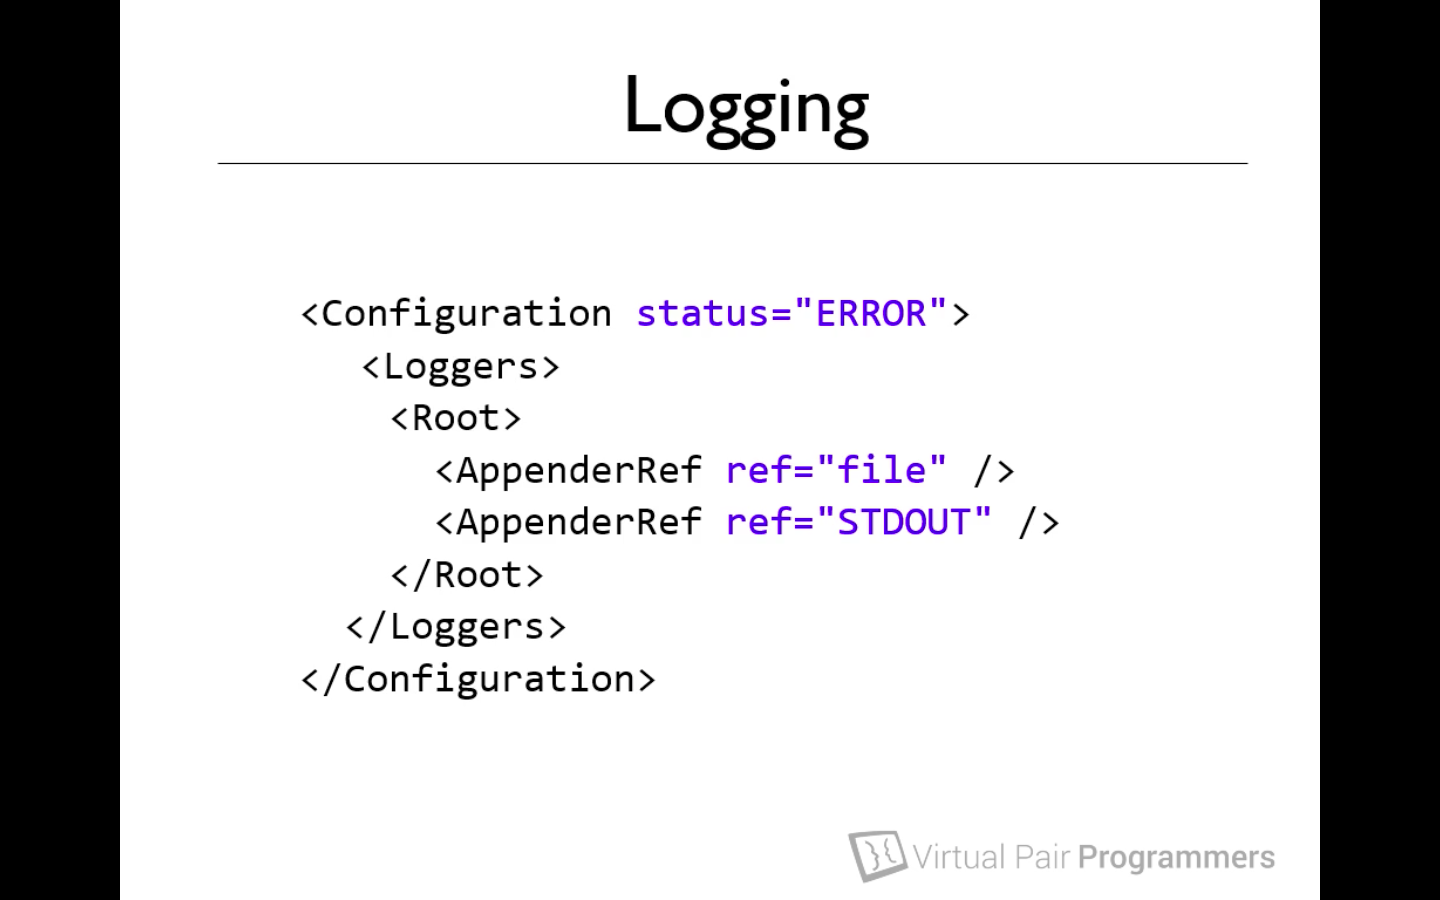 Logging
<Configuration status="ERROR">
<Loggers>
<Root>
<AppenderRef ref="file" />
<AppenderRef ref="STDOUT" />
</Root>
</Loggers>
</Configuration>
Virtual Pair Programmers